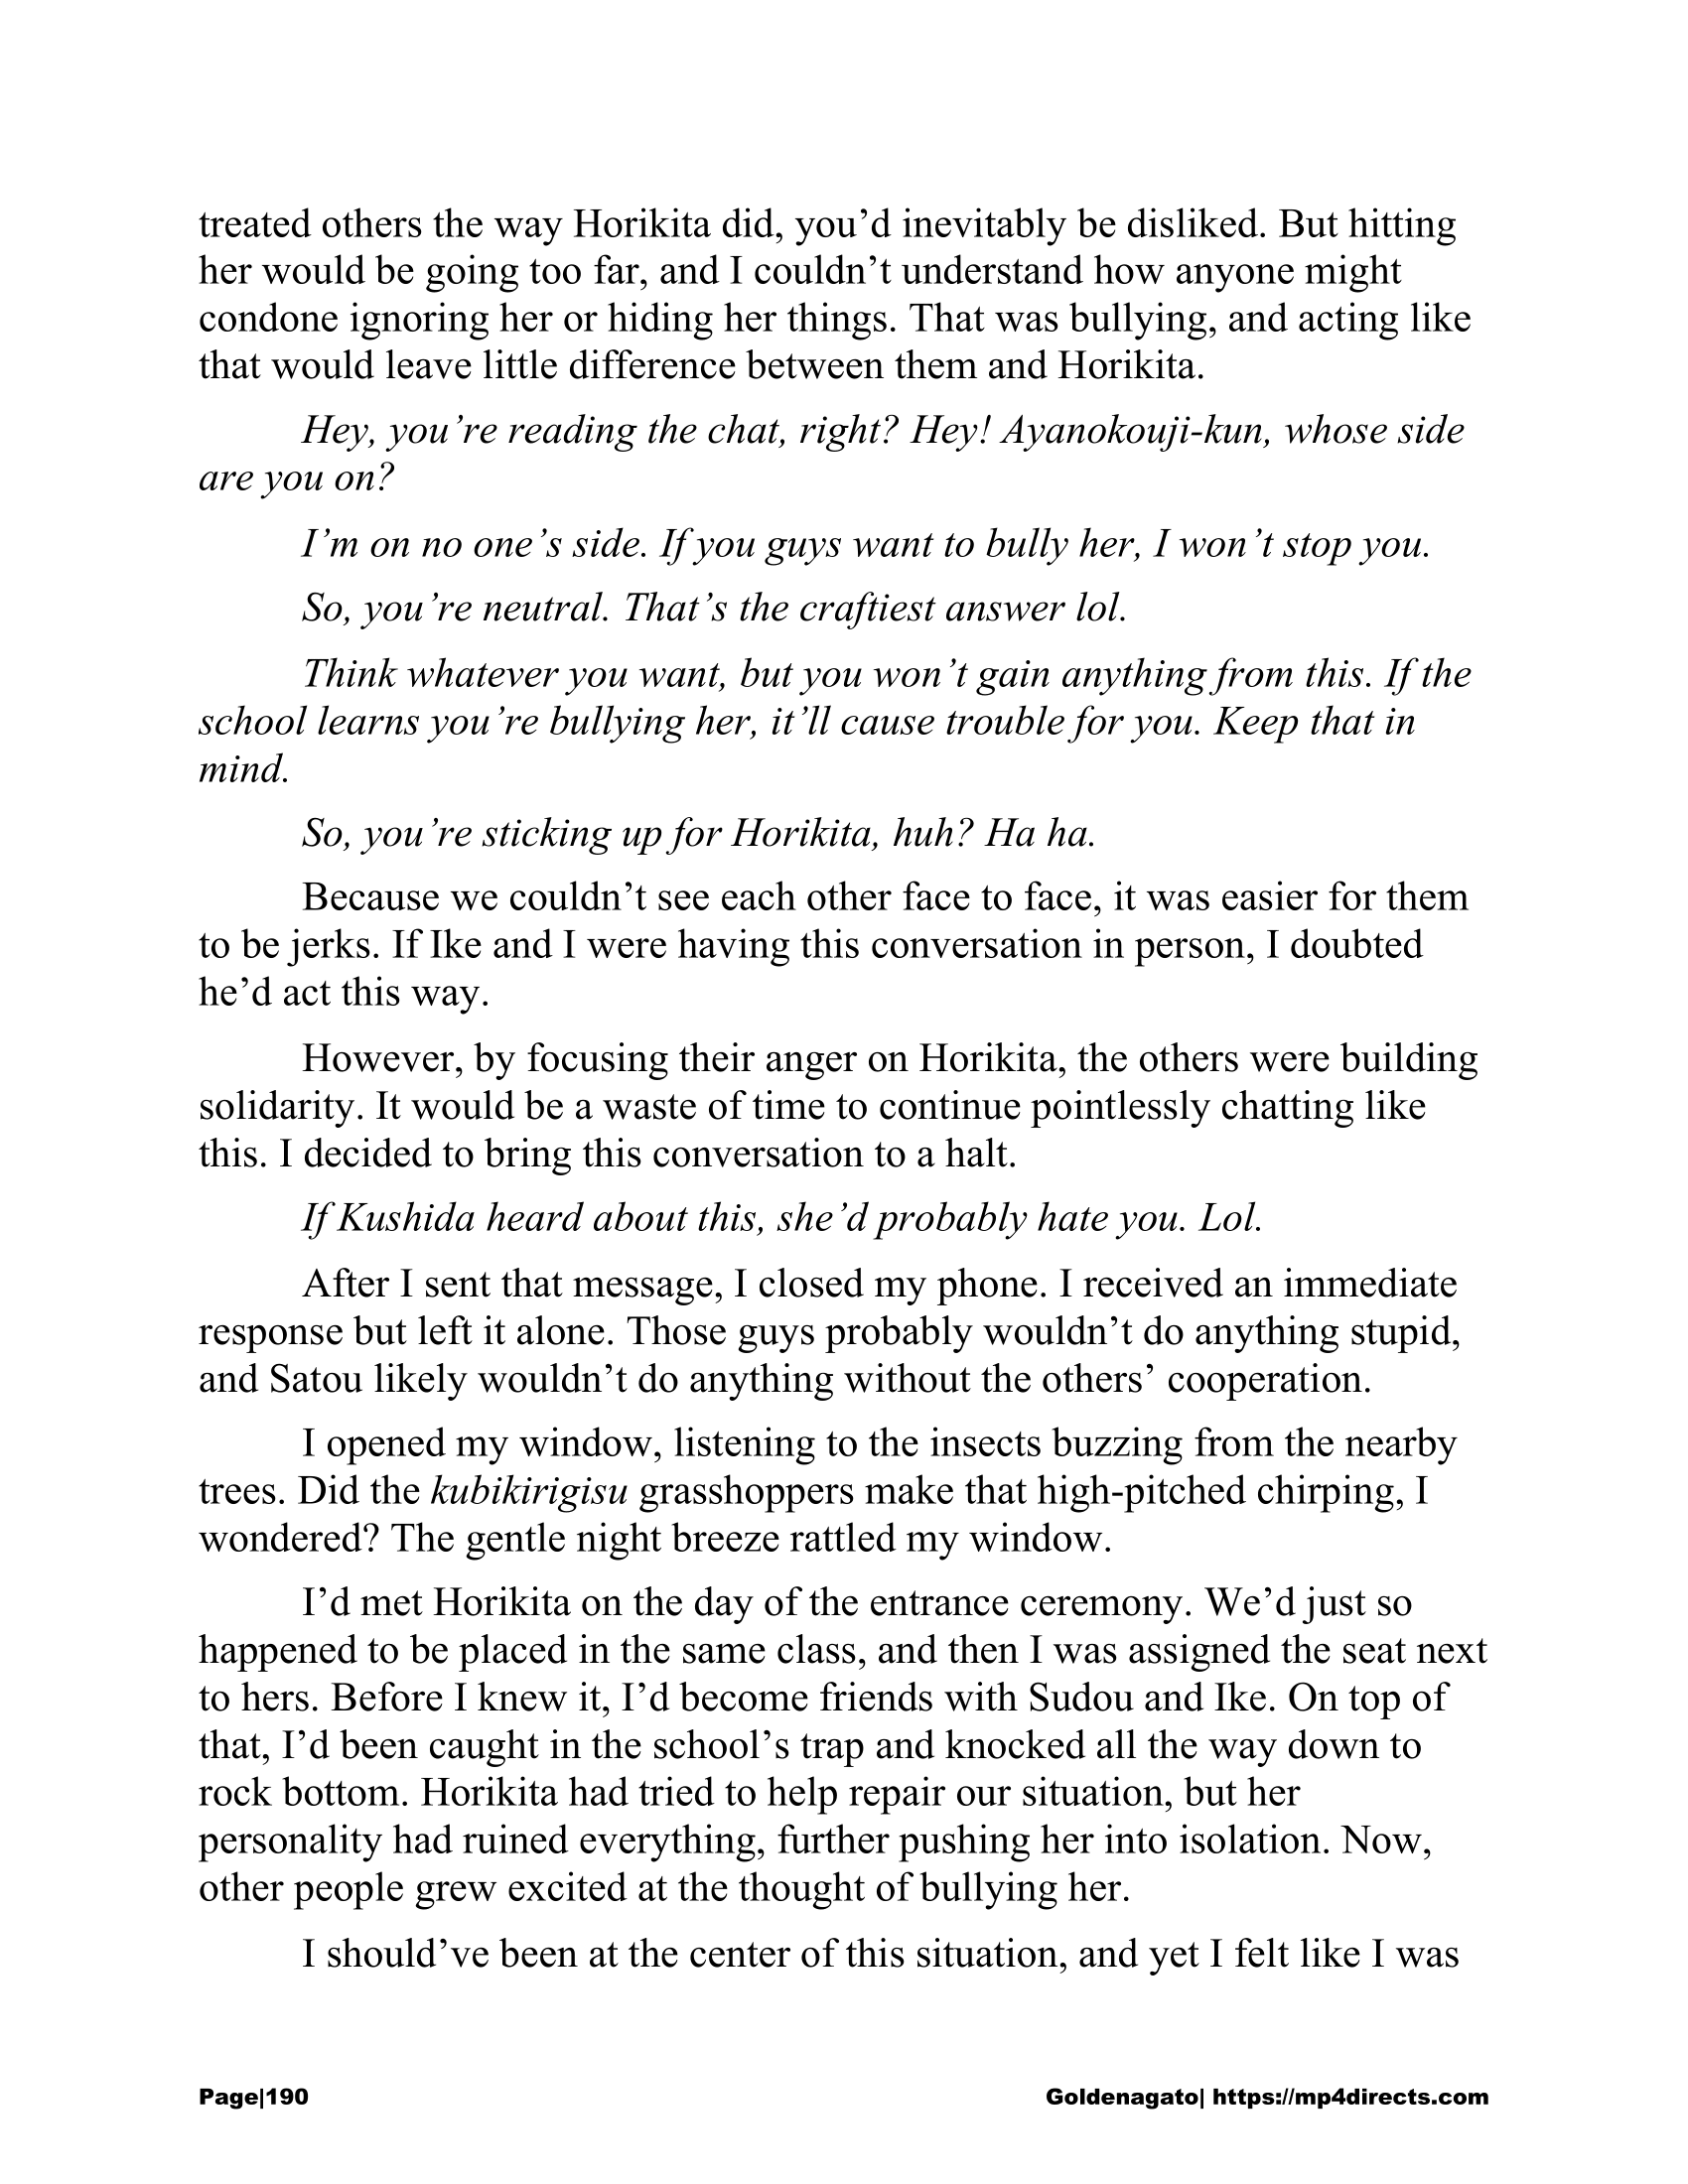 treated others the way Horikita did, you’d inevitably be disliked. But hitting
her would be going too far, and I couldn’t understand how anyone might
condone ignoring her or hiding her things. That was bullying, and acting like
that would leave little difference between them and Horikita.
Hey, you’re reading the chat, right? Hey! Ayanokouji-kun, whose side
are you on?
I’m on no one’s side. If you guys want to bully her, I won’t stop you.
So, you’re neutral. That’s the craftiest answer lol.
Think whatever you want, but you won’t gain anything from this. If the
school learns you’re bullying her, it’ll cause trouble for you. Keep that in
mind.
So, you’re sticking up for Horikita, huh? Ha ha.
Because we couldn’t see each other face to face, it was easier for them
to be jerks. If Ike and I were having this conversation in person, I doubted
he’d act this way.
However, by focusing their anger on Horikita, the others were building
solidarity. It would be a waste of time to continue pointlessly chatting like
this. I decided to bring this conversation to a halt.
If Kushida heard about this, she’d probably hate you. Lol.
After I sent that message, I closed my phone. I received an immediate
response but left it alone. Those guys probably wouldn’t do anything stupid,
and Satou likely wouldn’t do anything without the others’ cooperation.
I opened my window, listening to the insects buzzing from the nearby
trees. Did the kubikirigisu grasshoppers make that high-pitched chirping, I
wondered? The gentle night breeze rattled my window.
I’d met Horikita on the day of the entrance ceremony. We’d just so
happened to be placed in the same class, and then I was assigned the seat next
to hers. Before I knew it, I’d become friends with Sudou and Ike. On top of
that, I’d been caught in the school’s trap and knocked all the way down to
rock bottom. Horikita had tried to help repair our situation, but her
personality had ruined everything, further pushing her into isolation. Now,
other people grew excited at the thought of bullying her.
I should’ve been at the center of this situation, and yet I felt like I was
Page|190 Goldenagato| https://mp4directs.com